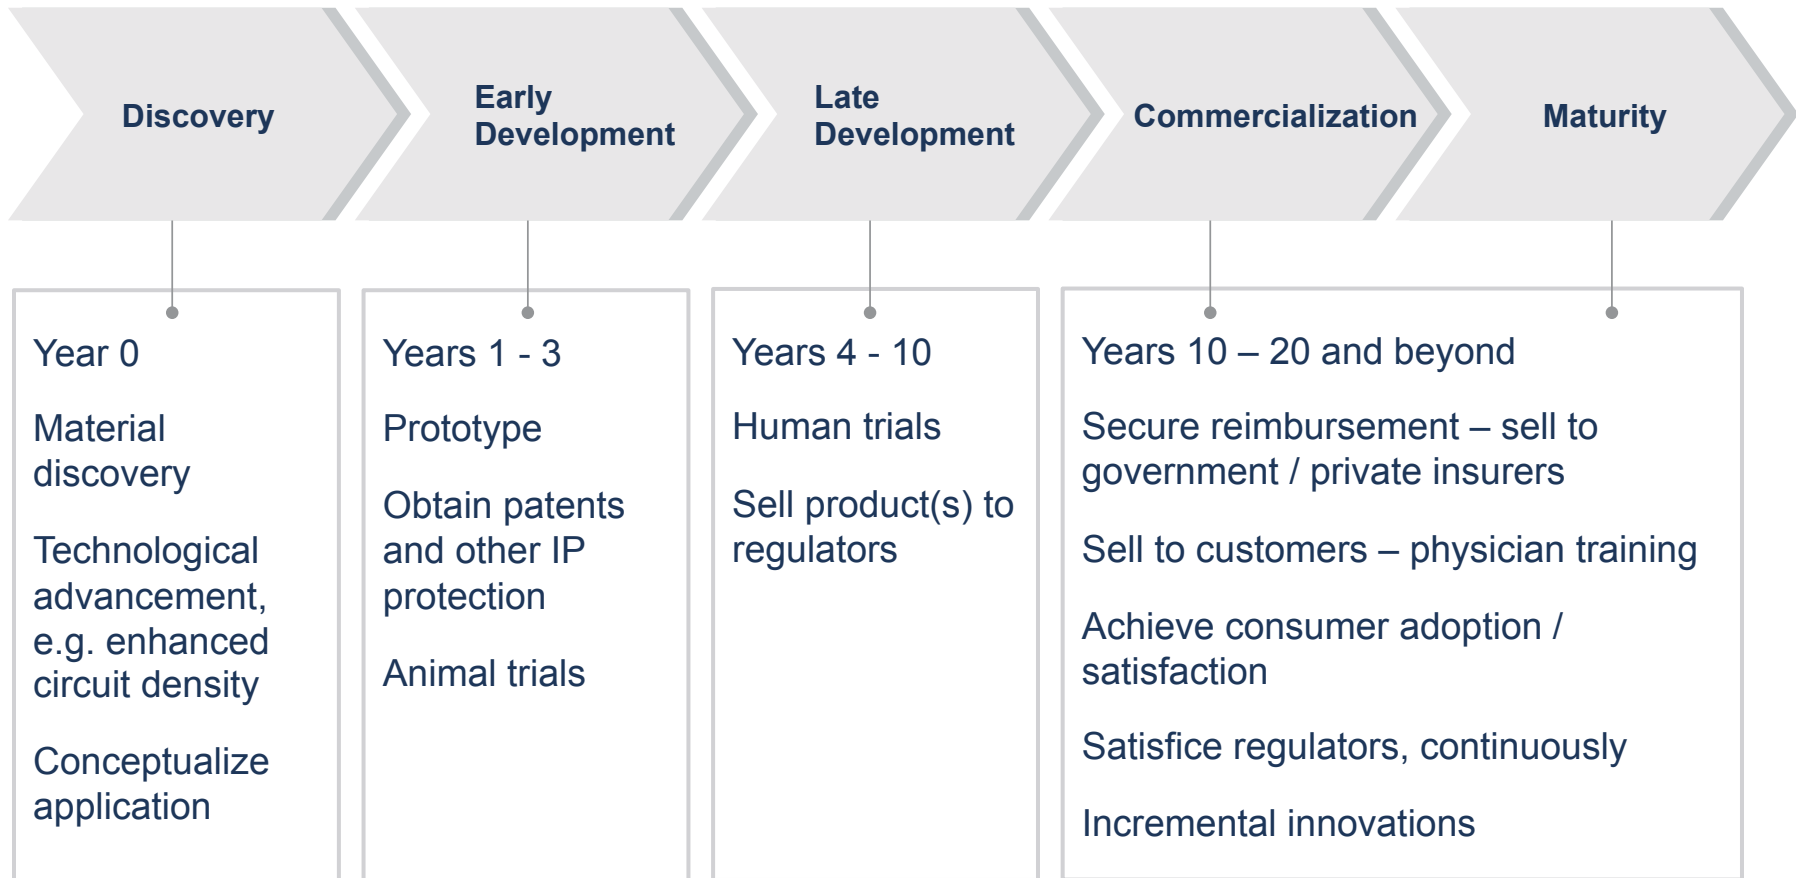 Discovery
Early
Development
Late
Development
Commercialization
Maturity
Year 0
Material
discovery
Technological
advancement,
e.g. enhanced
circuit density
Conceptualize
application
Years 1 - 3
Prototype
Obtain patents
and other IP
protection
Animal trials
Years 4 - 10
Human trials
Sell product(s) to
regulators
Years 10 – 20 and beyond
Secure reimbursement – sell to
government / private insurers
Sell to customers – physician training
Achieve consumer adoption /
satisfaction
Satisfice regulators, continuously
Incremental innovations